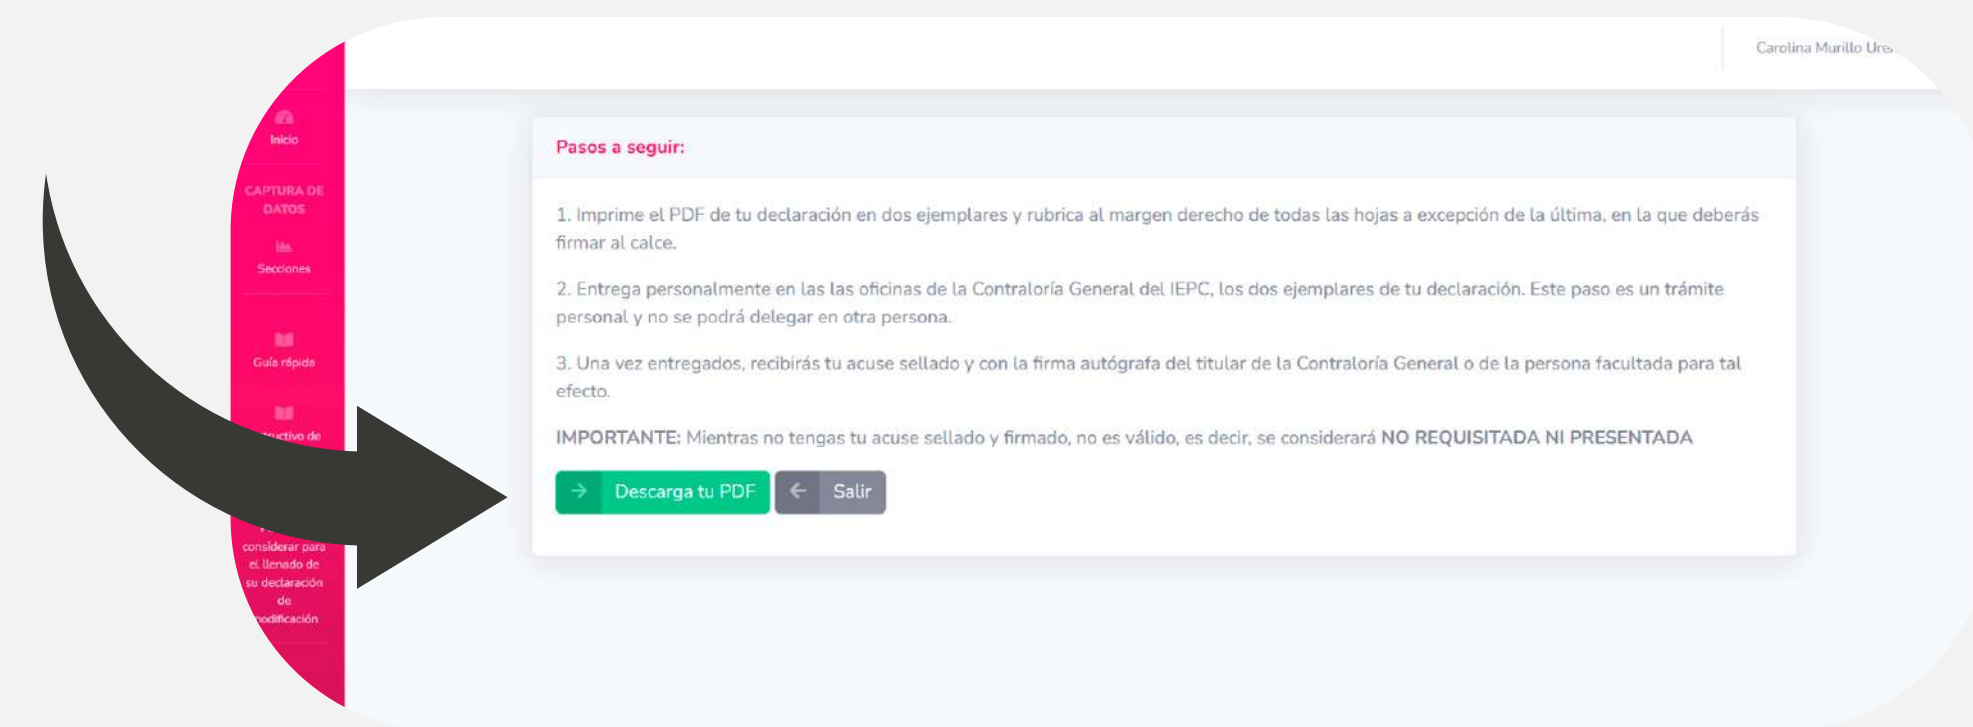 Carolina Murillo
Inicio
CAPTURA DE
DATOS
Secciones
Guía rápida
de
considerar para
el llenado de
su declaración
de
Pasos a seguir:
1. Imprime el PDF de tu declaración en dos ejemplares y rubrica al margen derecho de todas las hojas a excepción de la última, en la que deberás
firmar al calce.
2. Entrega personalmente en las las oficinas de la Contraloría General del IEPC, los dos ejemplares de tu declaración. Este paso es un trámite
personal y no se podrá delegar en otra persona.
3. Una vez entregados, recibirás tu acuse sellado y con la firma autógrafa del titular de la Contraloría General o de la persona facultada para tal
efecto.
IMPORTANTE: Mientras no tengas tu acuse sellado y firmado, no es válido, es decir, se considerará NO REQUISITADA NI PRESENTADA
Descarga tu PDF
Salir